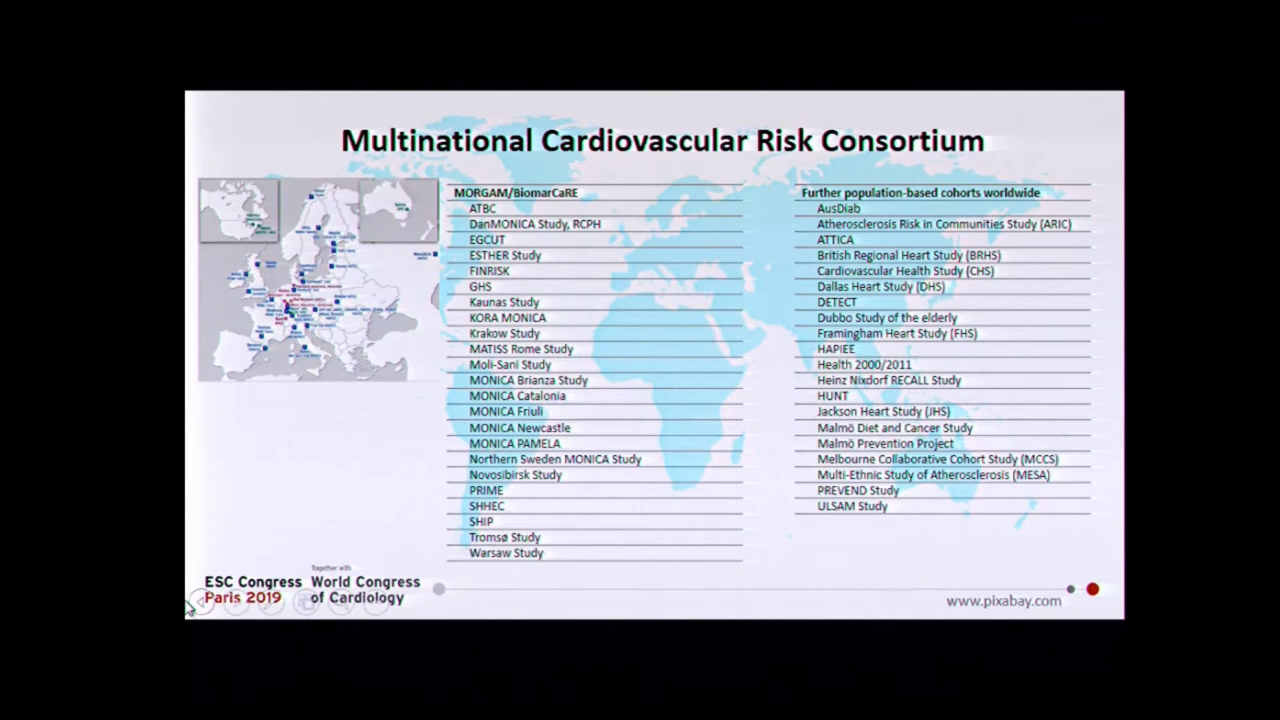 Multinational Cardiovascular Risk Consortium
MORGAM/BiomarCaRE
ATBC
DanMONICA Study, RCPH
EGCUT
ESTHER Study
FINRISK
GHS
Kaunas Study
KORA MONICA
Krakow Study
MATISS Rome Study
Moli-Sani Study
MONICA Brianza Study
MONICA Catalonia
MONICA Friuli
MONICA Newcastle
MONICA PAMELA
Northern Sweden MONICA Study
Novosibirsk Study
PRIME
SHHEC
SHIP
Tromsø Study
Warsaw Study
Further population-based cohorts worldwide
AusDiab
Atherosclerosis Risk in Communities Study (ARIC)
ATTICA
British Regional Heart Study (BRHS)
Cardiovascular Health Study (CHS)
Dallas Heart Study (DHS)
DETECT
Dubbo Study of the elderly
Framingham Heart Study (FHS)
HAPIEE
Health 2000/2011
Heinz Nixdorf RECALL Study
HUNT
Jackson Heart Study (JHS)
Malmö Diet and Cancer Study
Malmö Prevention Project
Melbourne Collaborative Cohort Study (MCCS)
Multi-Ethnic Study of Atherosclerosis (MESA)
PREVEND Study
ULSAM Study
Together with
ESC Congress World Congress
Paris 2019 of Cardiology
www.pixabay.com